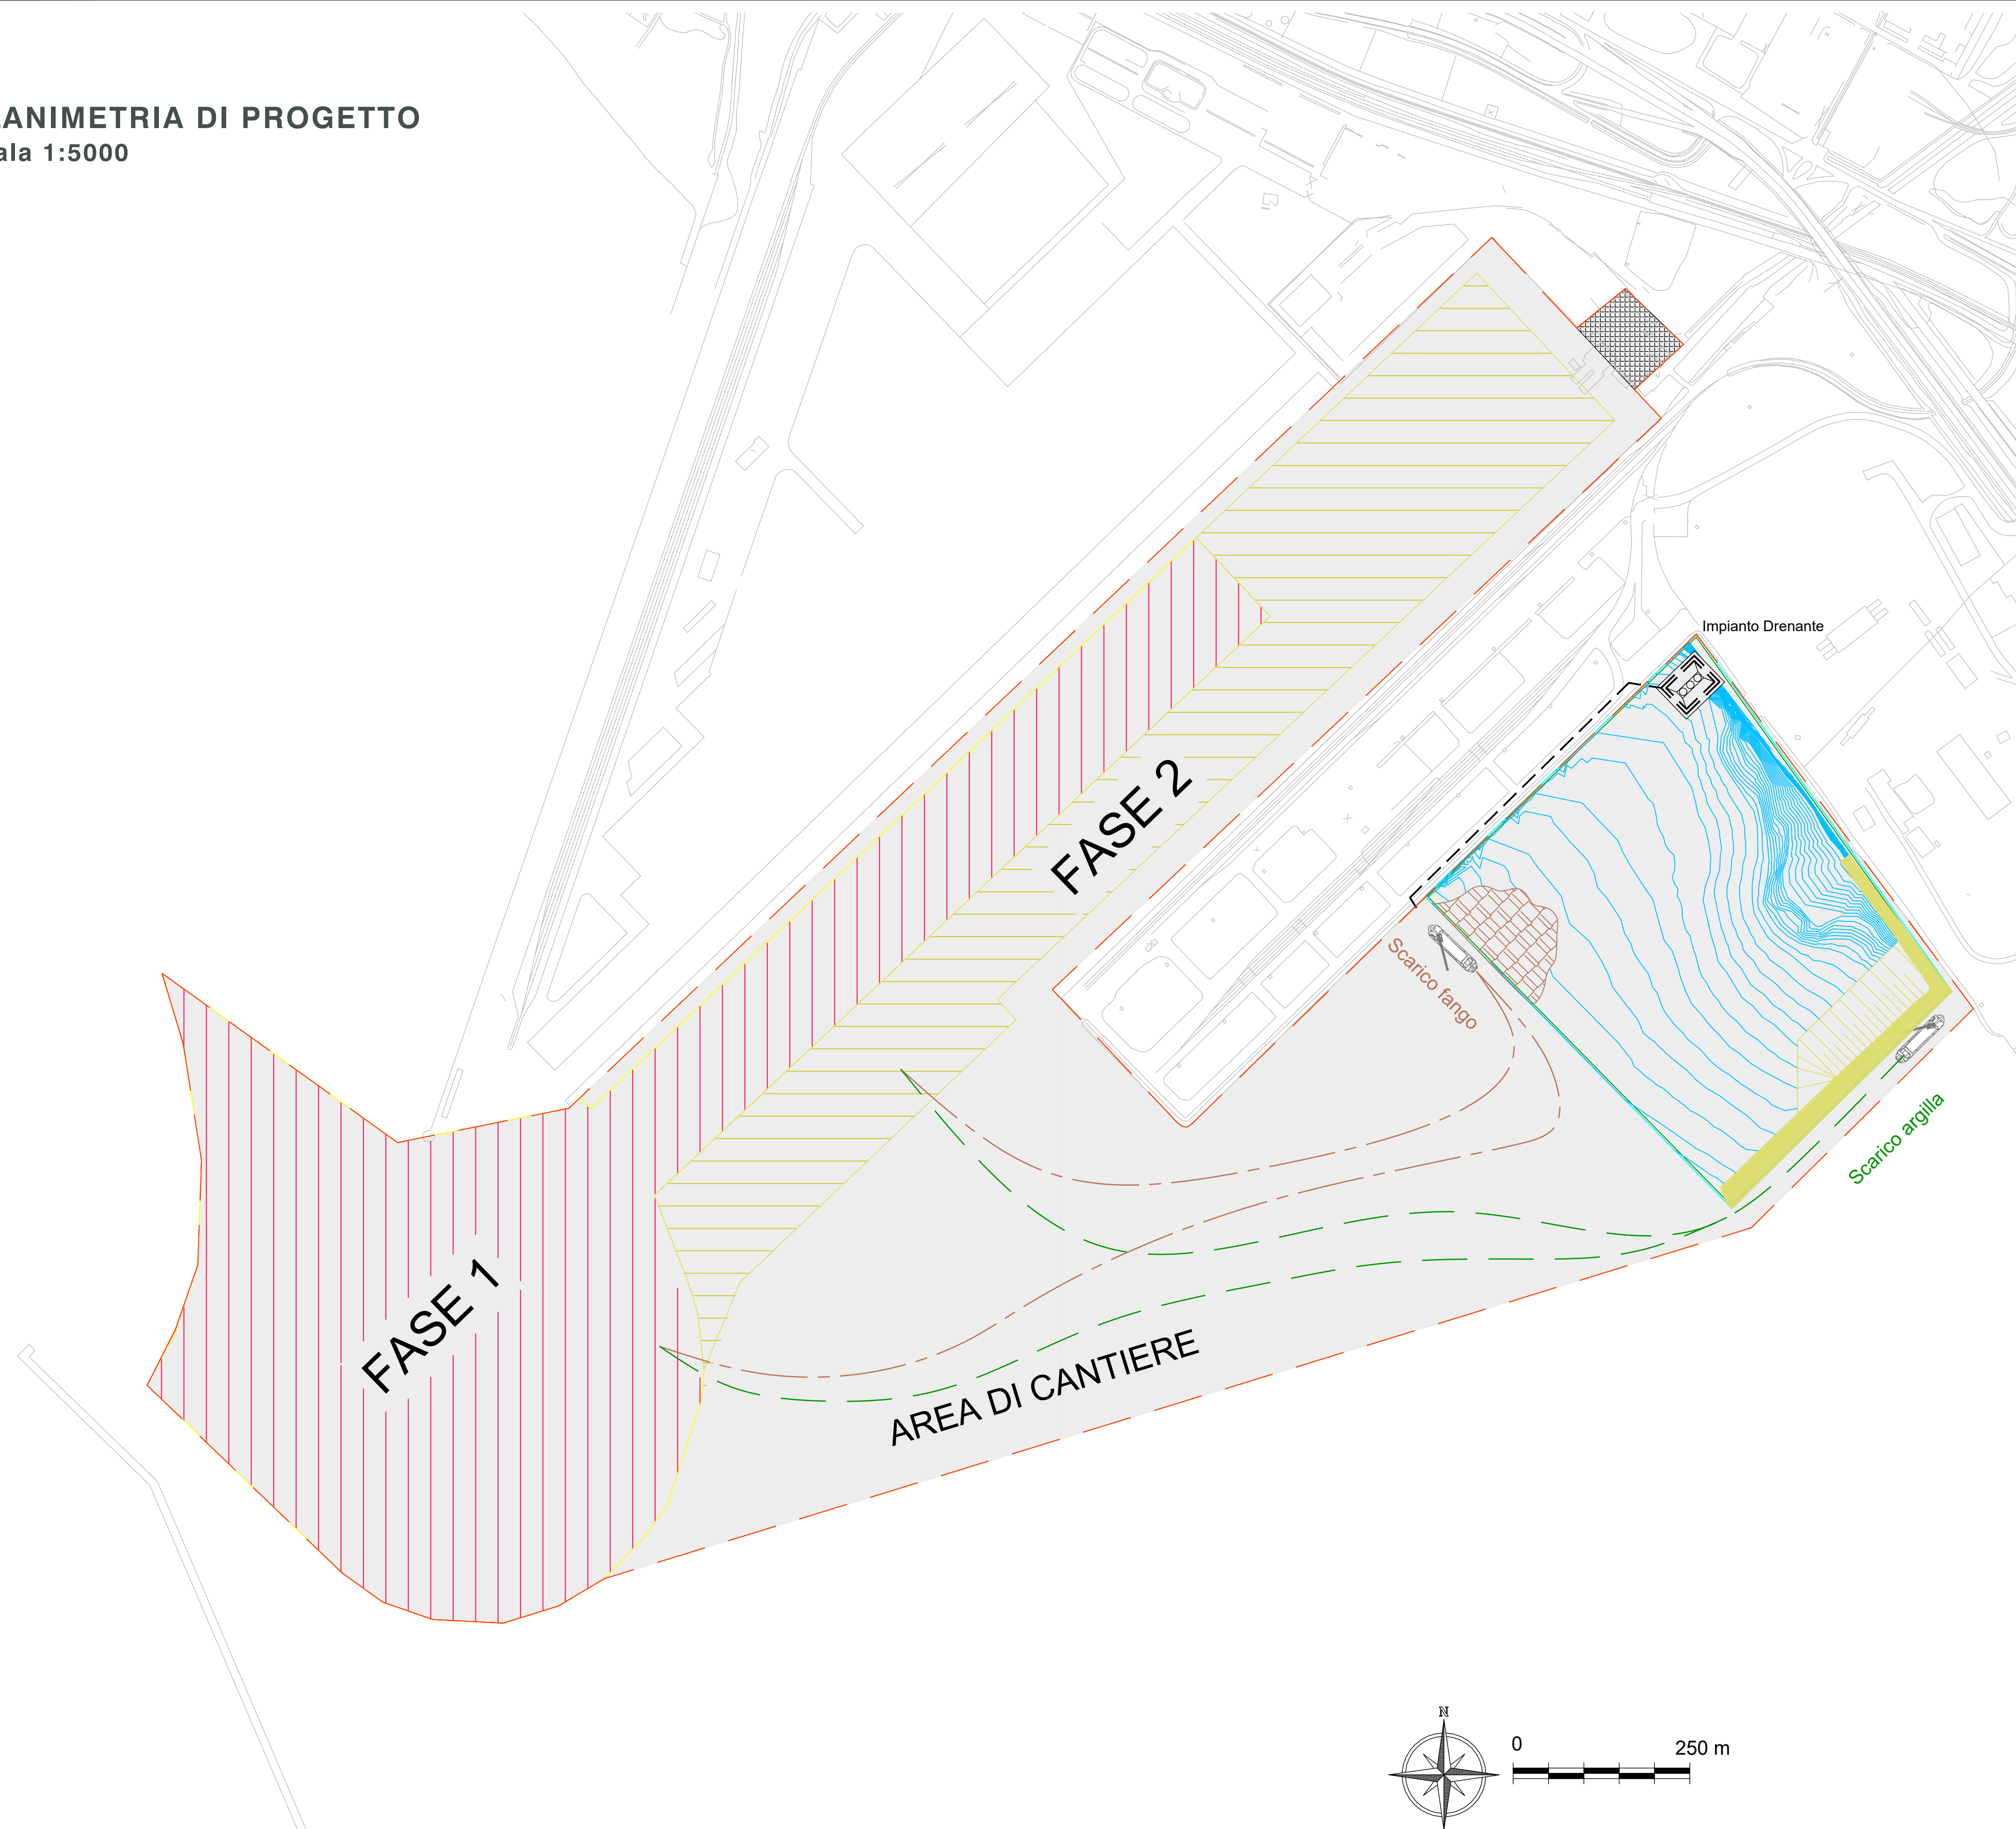 ANIMETRIA DI PROGETTO
ala 1:5000
Impianto Drenante
FASE 2
Scarico fango
Scarico argilla
FASE 1
AREA DI CANTIERE
N
0 250 m